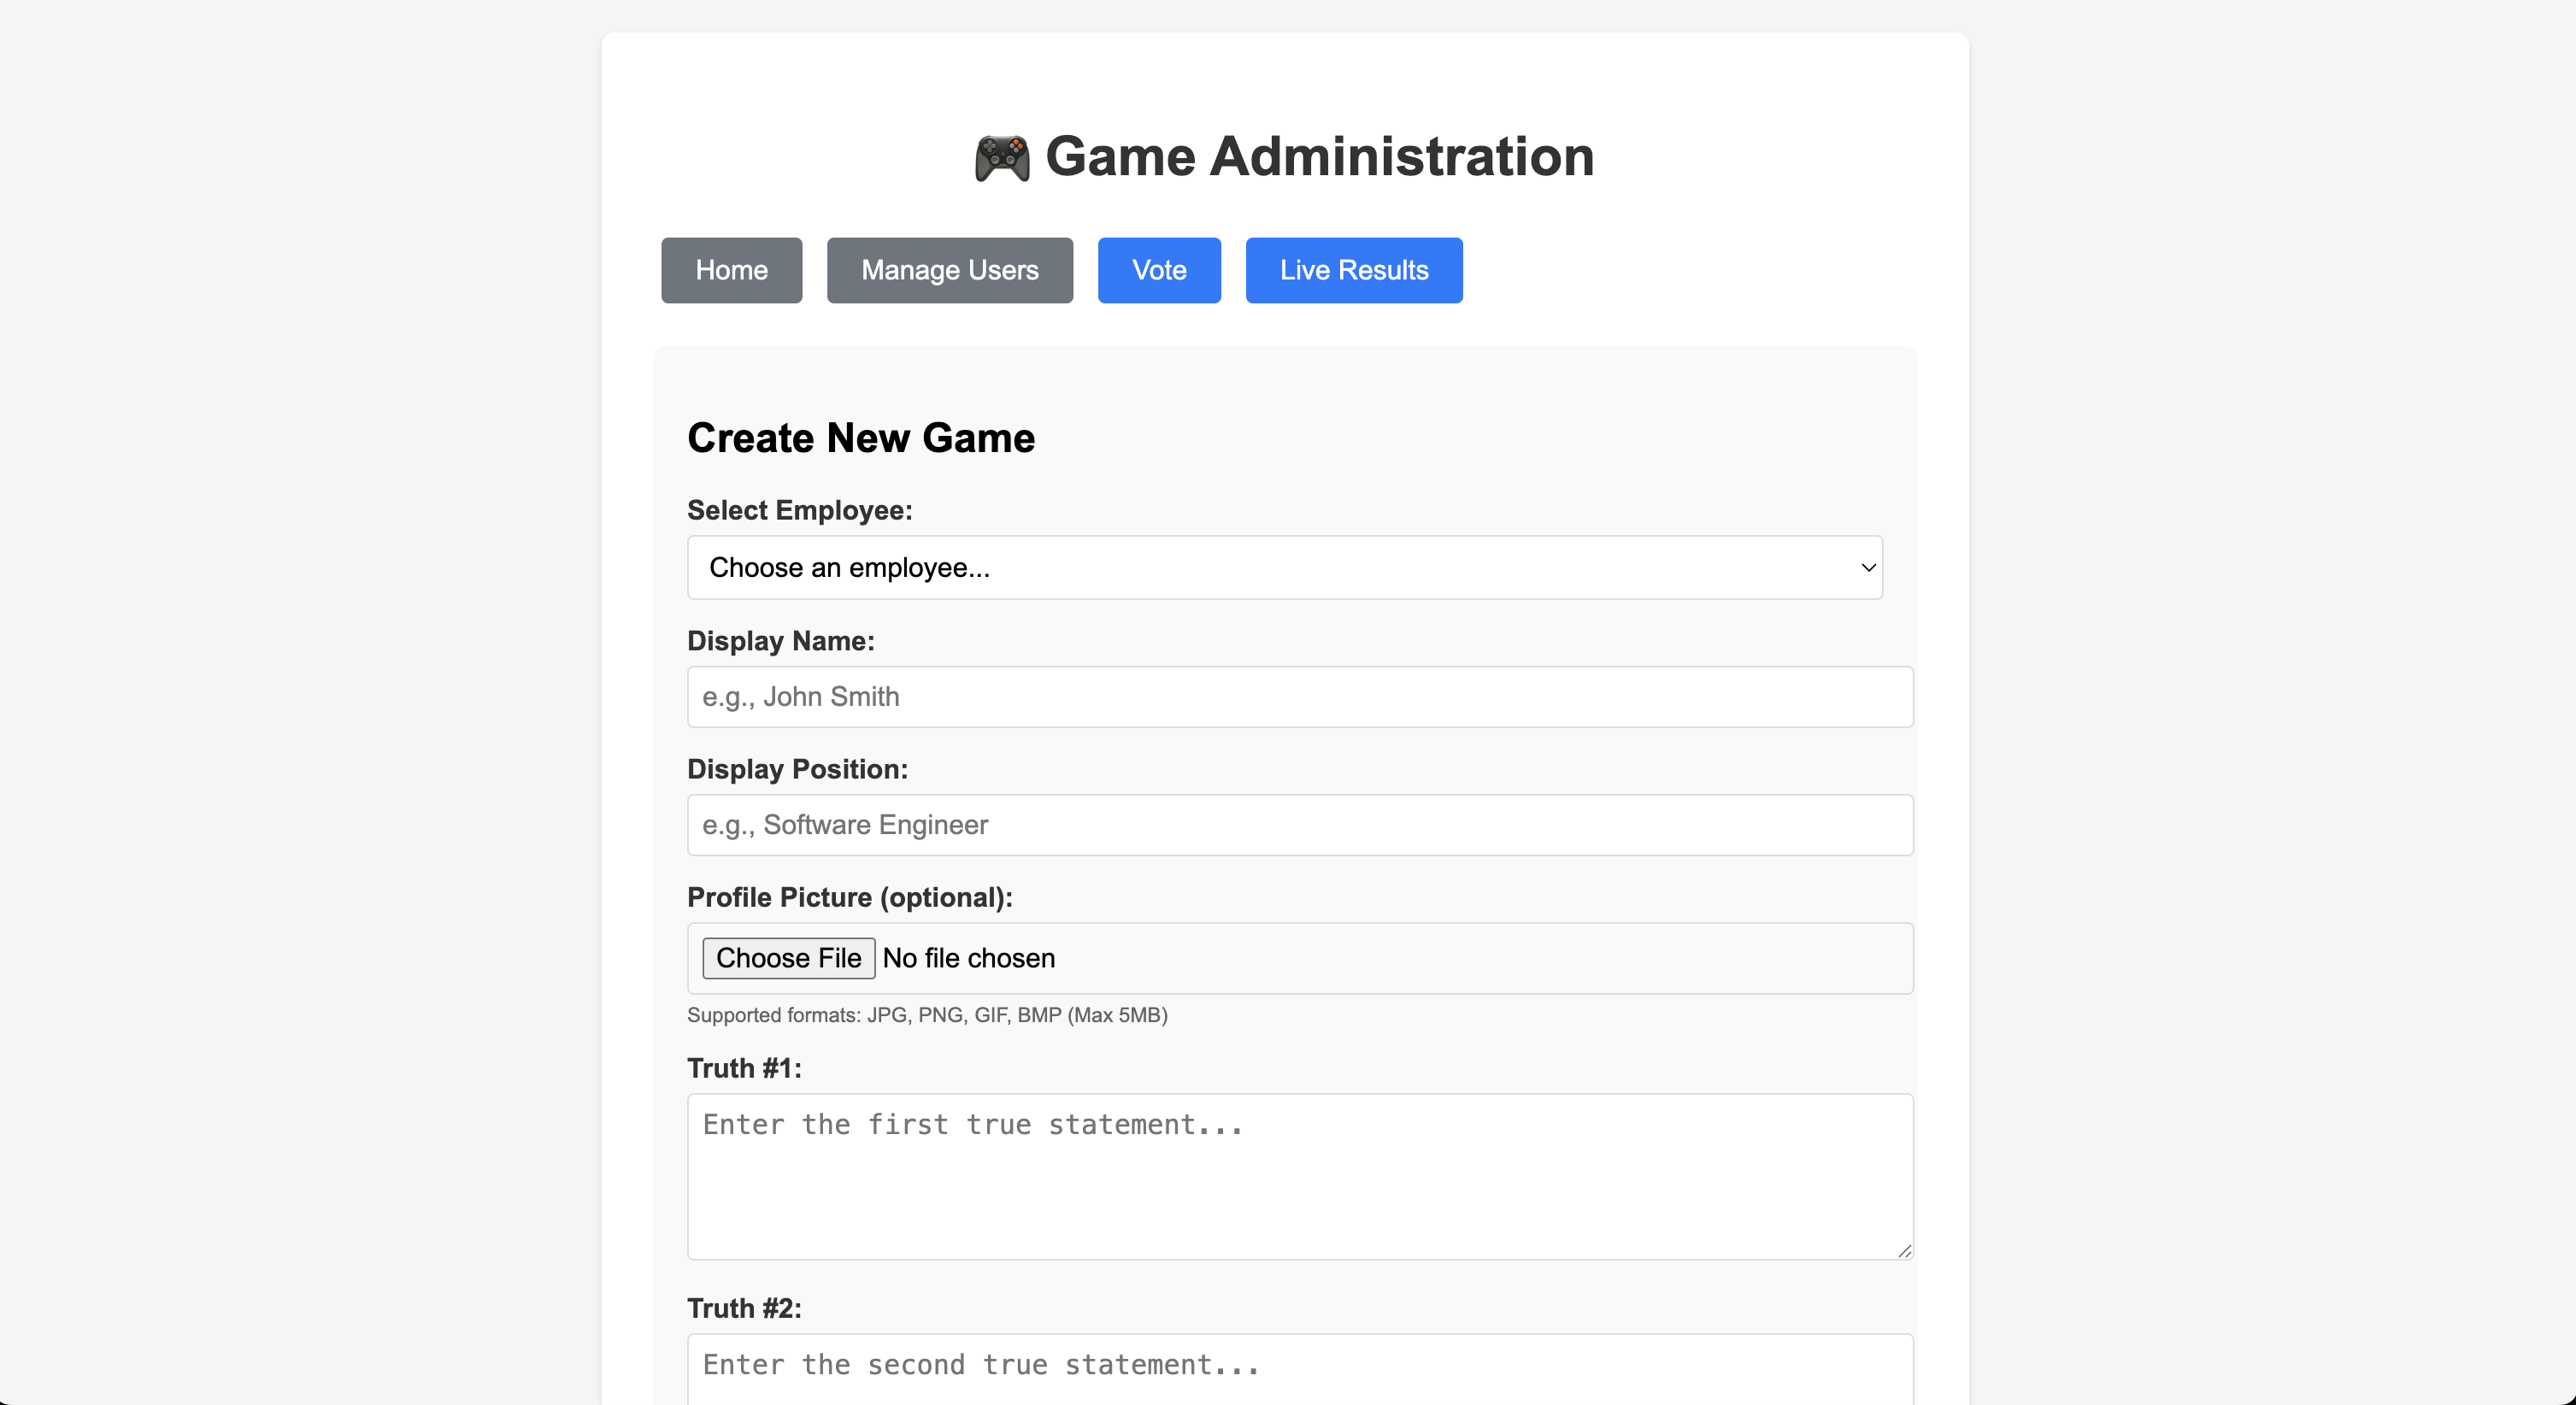 🎮 Game Administration
Home Manage Users Vote Live Results
Create New Game
Select Employee:
Choose an employee...
Display Name:
e.g., John Smith
Display Position:
e.g., Software Engineer
Profile Picture (optional):
Choose File No file chosen
Supported formats: JPG, PNG, GIF, BMP (Max 5MB)
Truth #1:
Enter the first true statement...
Truth #2:
Enter the second true statement...